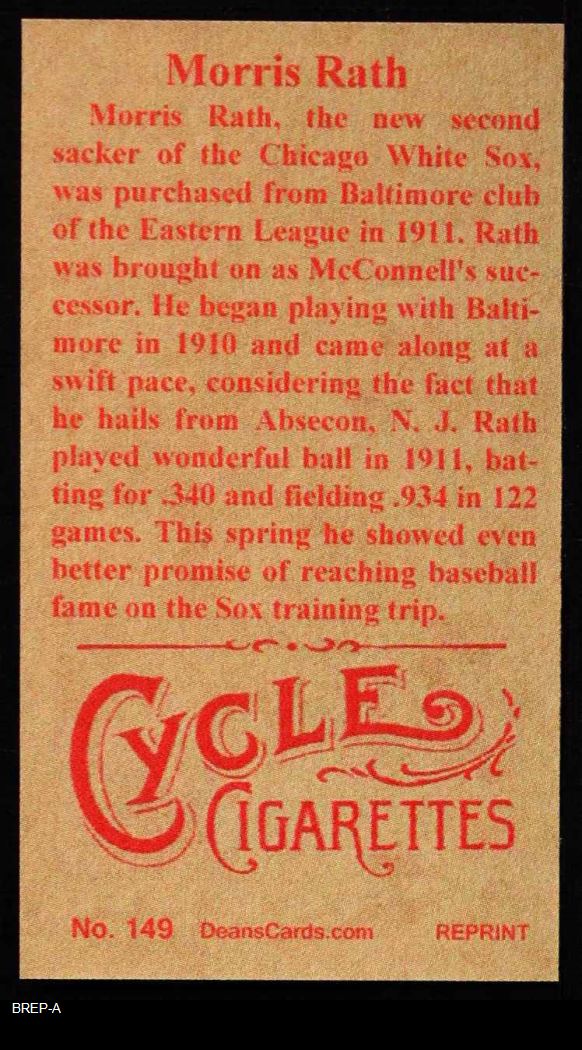 Morris Rath
Morris Rath, the new second
sacker of the Chicago White Sox,
was purchased from Baltimore club
of the Eastern League in 1911. Rath
was brought on as McConnell's suc-
cessor. He began playing with Balti-
more in 1910 and came along at a
swift pace, considering the fact that
he hails from Absecon, N. J. Rath
played wonderful ball in 1911, bat-
ting for .340 and fielding .934 in 122
games. This spring he showed even
better promise of reaching baseball
fame on the Sox training trip.
CYCLE
CIGARETTES
No. 149 DeansCards.com REPRINT
BREP-A